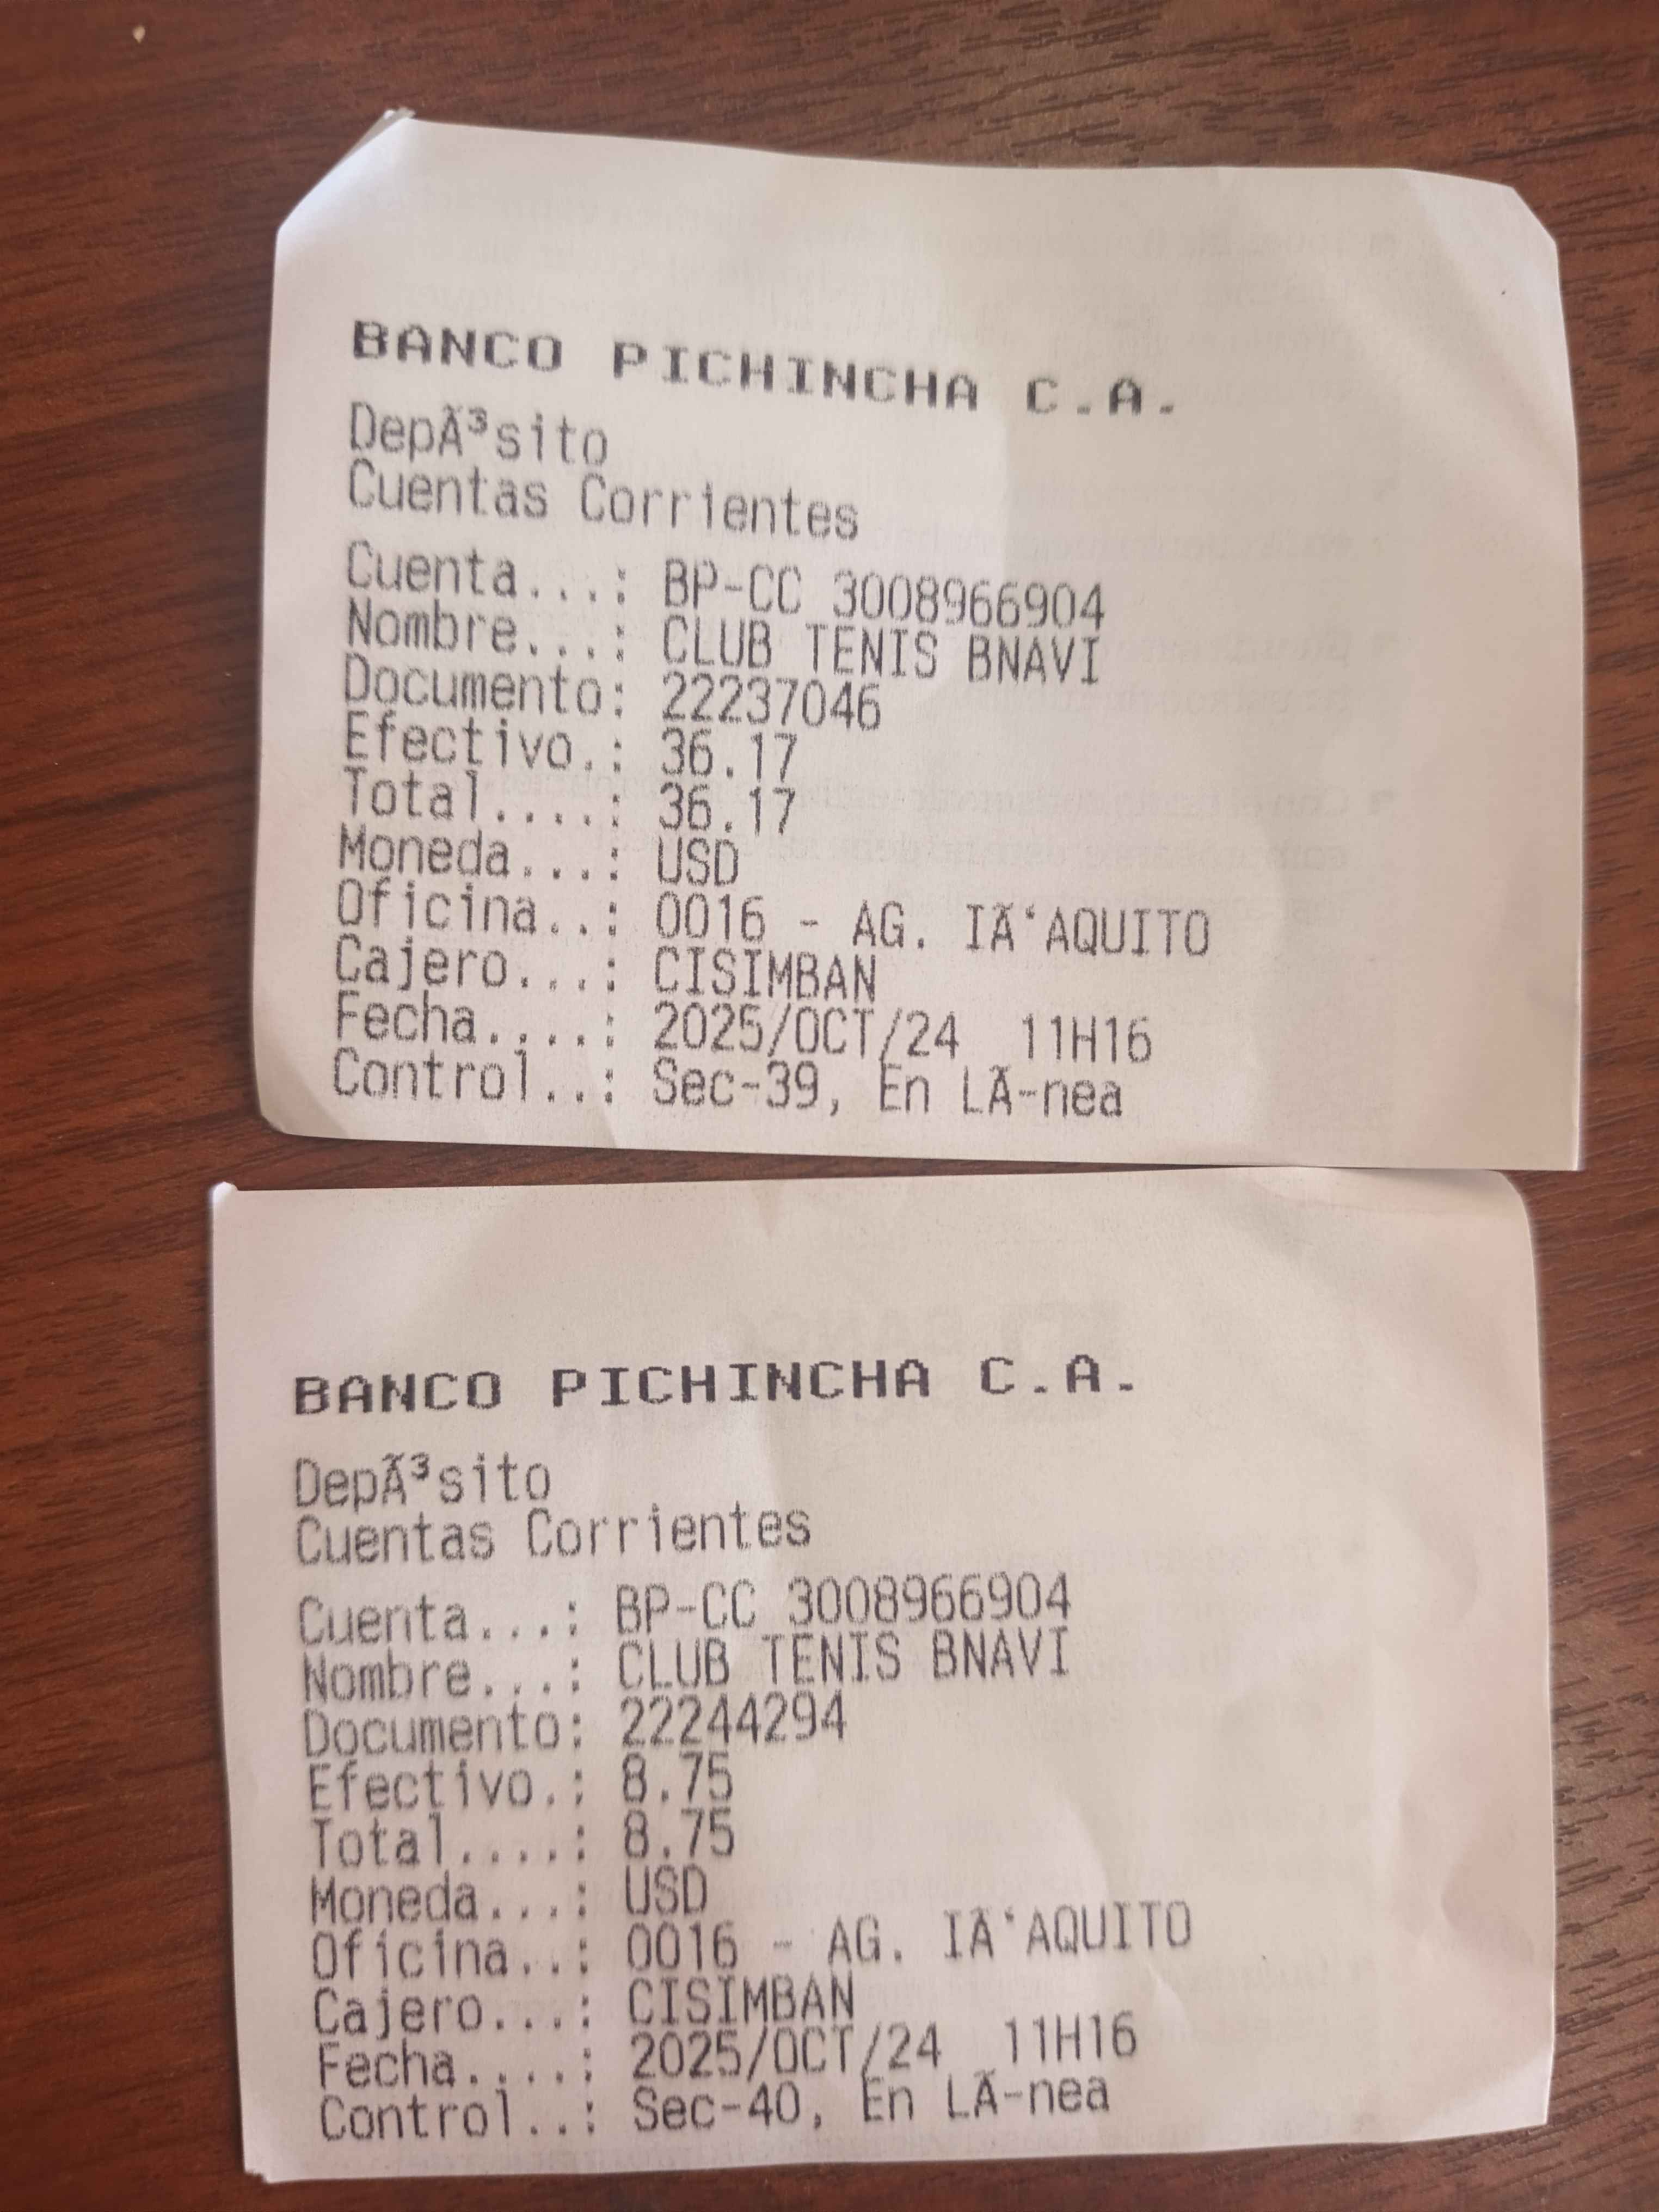 BANCO PICHINCHA C.A.
DepÃ³sito
Cuentas Corrientes
Cuenta...: BP-CC 3008966904
Nombre...: CLUB TENIS BNAVI
Documento: 22237046
Efectivo.: 36.17
Total....: 36.17
Moneda...: USD
Oficina..: 0016 - AG. IÃ‘AQUITO
Cajero...: CISIMBAN
Fecha....: 2025/OCT/24 11H16
Control..: Sec-39, En LÃ-nea
BANCO PICHINCHA C.A.
DepÃ³sito
Cuentas Corrientes
Cuenta...: BP-CC 3008966904
Nombre...: CLUB TENIS BNAVI
Documento: 22244294
Efectivo.: 8.75
Total....: 8.75
Moneda...: USD
Oficina..: 0016 - AG. IÃ‘AQUITO
Cajero...: CISIMBAN
Fecha....: 2025/OCT/24 11H16
Control..: Sec-40, En LÃ-nea